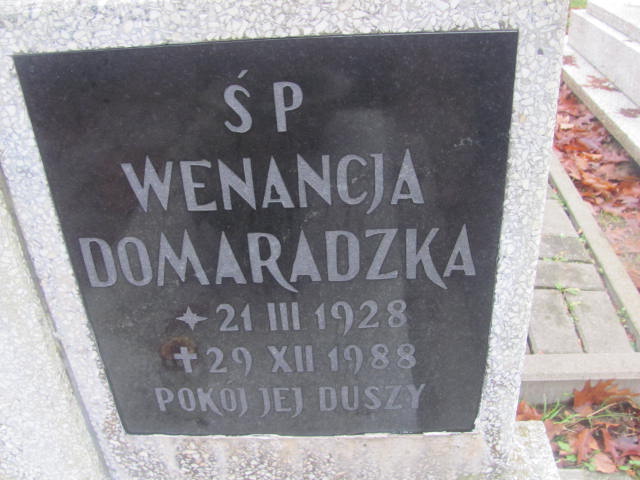 ŚP
WENANCJA
DOMARADZKA
✦ 21 III 1928
✝ 29 XII 1988
POKOJ JEJ DUSZY